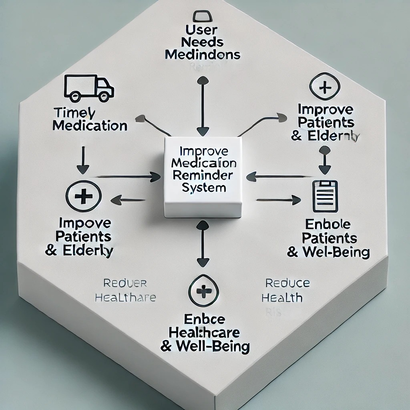 User
Needs
Medindons
Timely
Medication
Improve
Patients
& Elderly
Improve
Medicaion
Reminder
System
Impove
Patients
& Elderly
Enbole
Patients
& Wel-Being
Reduer
Healthare
Reduce
Health
Enbce
Healthcare
& Well-Being